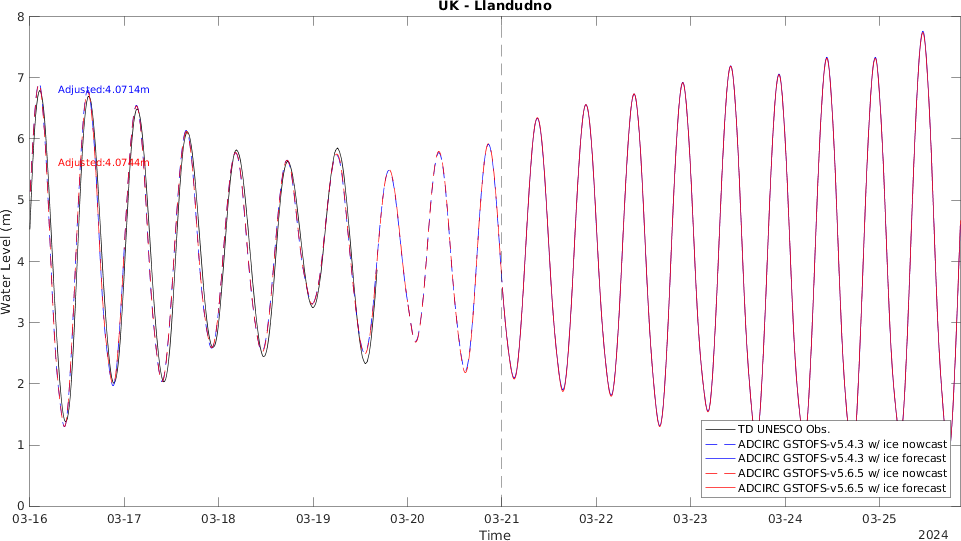 UK - Llandudno
8
7
6
5
4
3
2
1
0
Water Level (m)
Adjusted:4.0714m
Adjusted:4.0744m
TD UNESCO Obs.
ADCIRC GSTOFS-v5.4.3 w/ ice nowcast
ADCIRC GSTOFS-v5.4.3 w/ ice forecast
ADCIRC GSTOFS-v5.6.5 w/ ice nowcast
ADCIRC GSTOFS-v5.6.5 w/ ice forecast
03-16 03-17 03-18 03-19 03-20 03-21 03-22 03-23 03-24 03-25
Time
2024